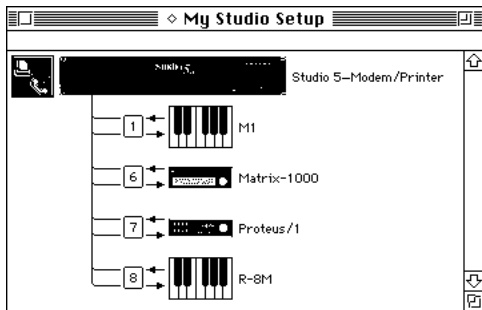 My Studio Setup
STUDIO 5
Studio 5–Modem/Printer
1
M1
6
Matrix-1000
7
Proteus/1
8
R-8M